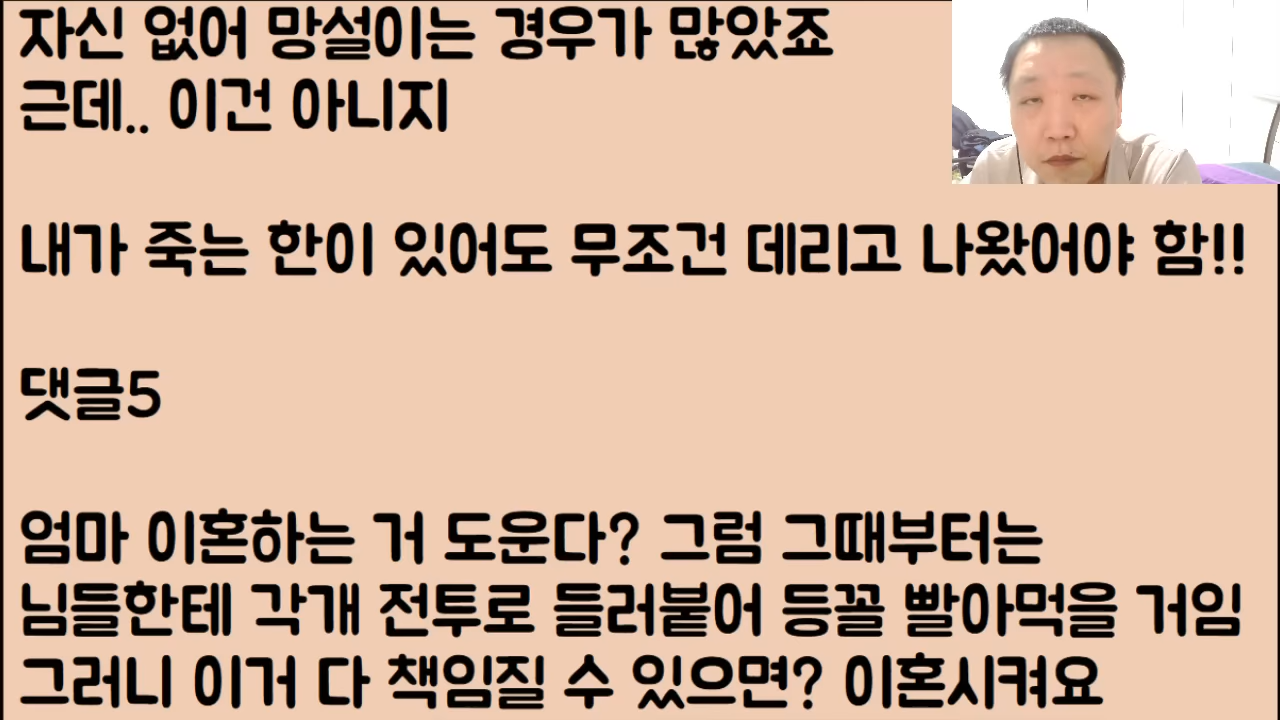 자신 없어 망설이는 경우가 많았죠
근데.. 이건 아니지
내가 죽는 한이 있어도 무조건 데리고 나왔어야 함!!
댓글5
엄마 이혼하는 거 도운다? 그럼 그때부터는
님들한테 각개 전투로 들러붙어 등꼴 빨아먹을 거임
그러니 이거 다 책임질 수 있으면? 이혼시켜요